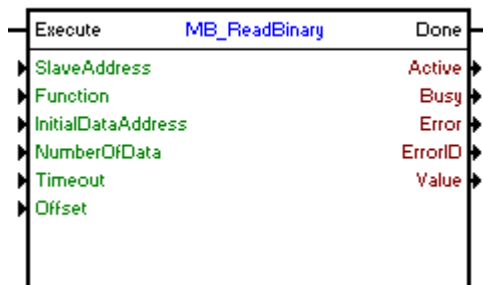 Execute MB_ReadBinary Done
SlaveAddress Active
Function Busy
InitialDataAddress Error
NumberOfData ErrorID
Timeout Value
Offset